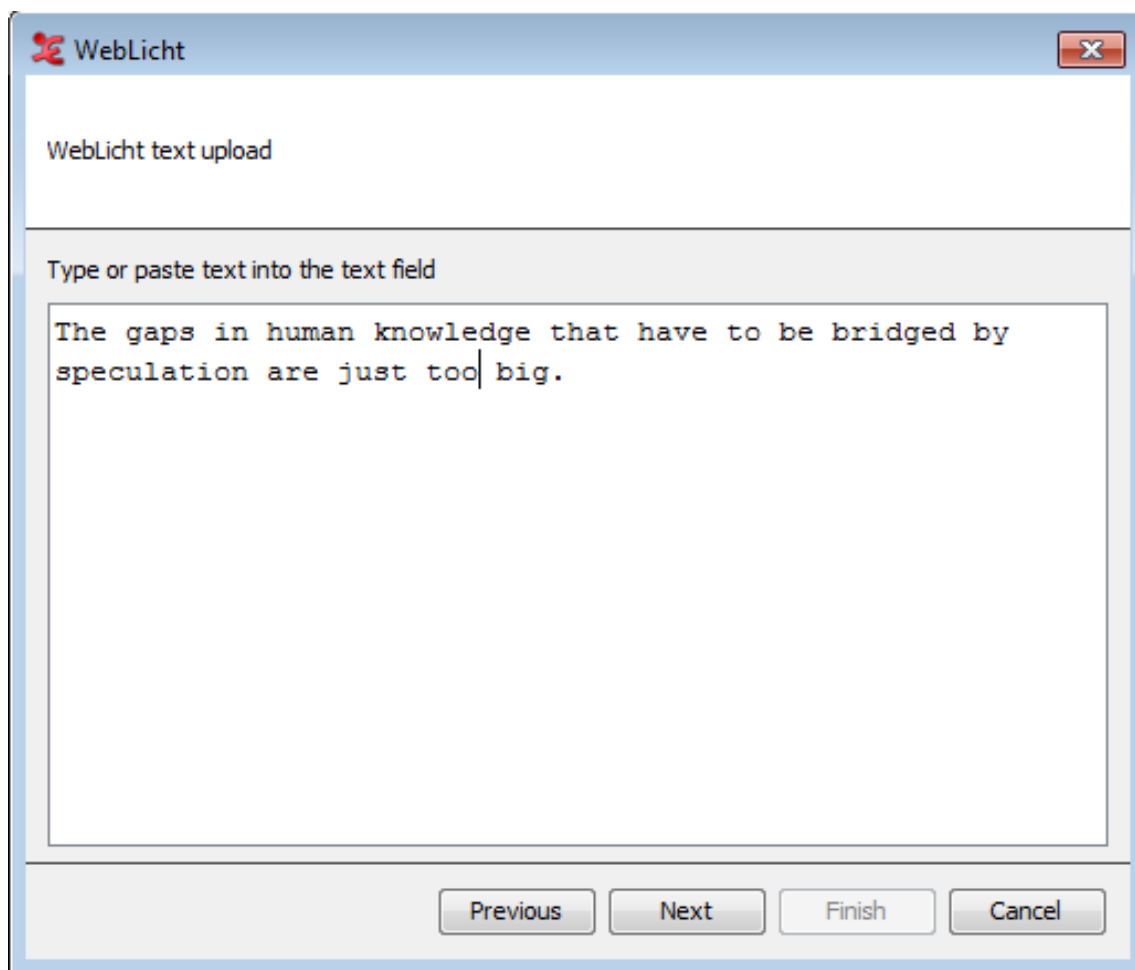 WebLicht
WebLicht text upload
Type or paste text into the text field
The gaps in human knowledge that have to be bridged by
speculation are just too big.
Previous Next Finish Cancel